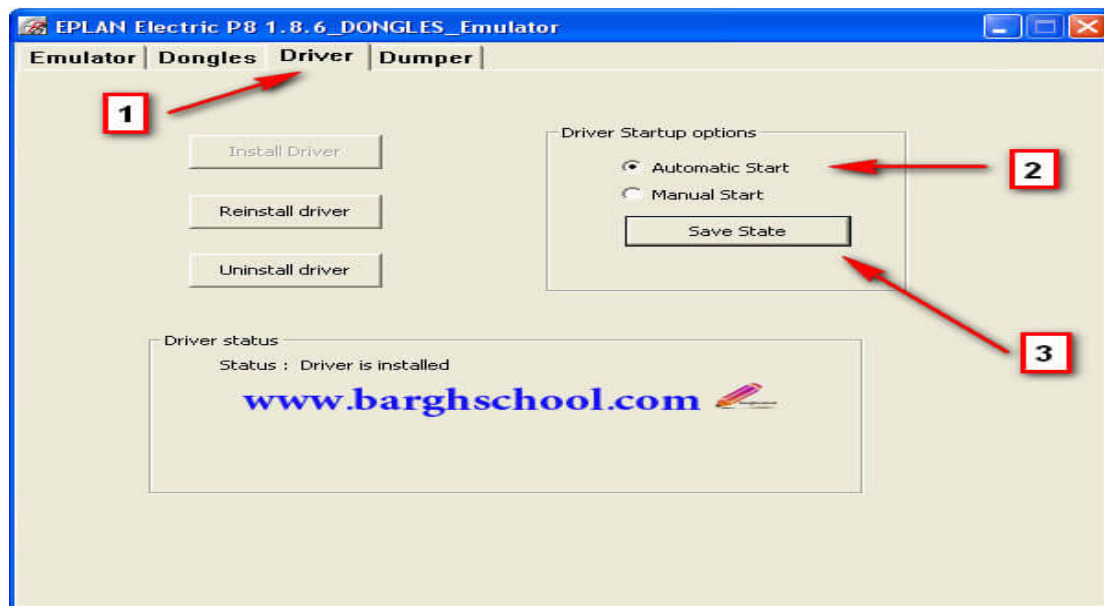 EPLAN Electric P8 1.8.6_DONGLES_Emulator
Emulator Dongles Driver Dumper
1
Install Driver
Reinstall driver
Uninstall driver
Driver Startup options
Automatic Start
2
Manual Start
Save State
3
Driver status
Status : Driver is installed
www.barghschool.com